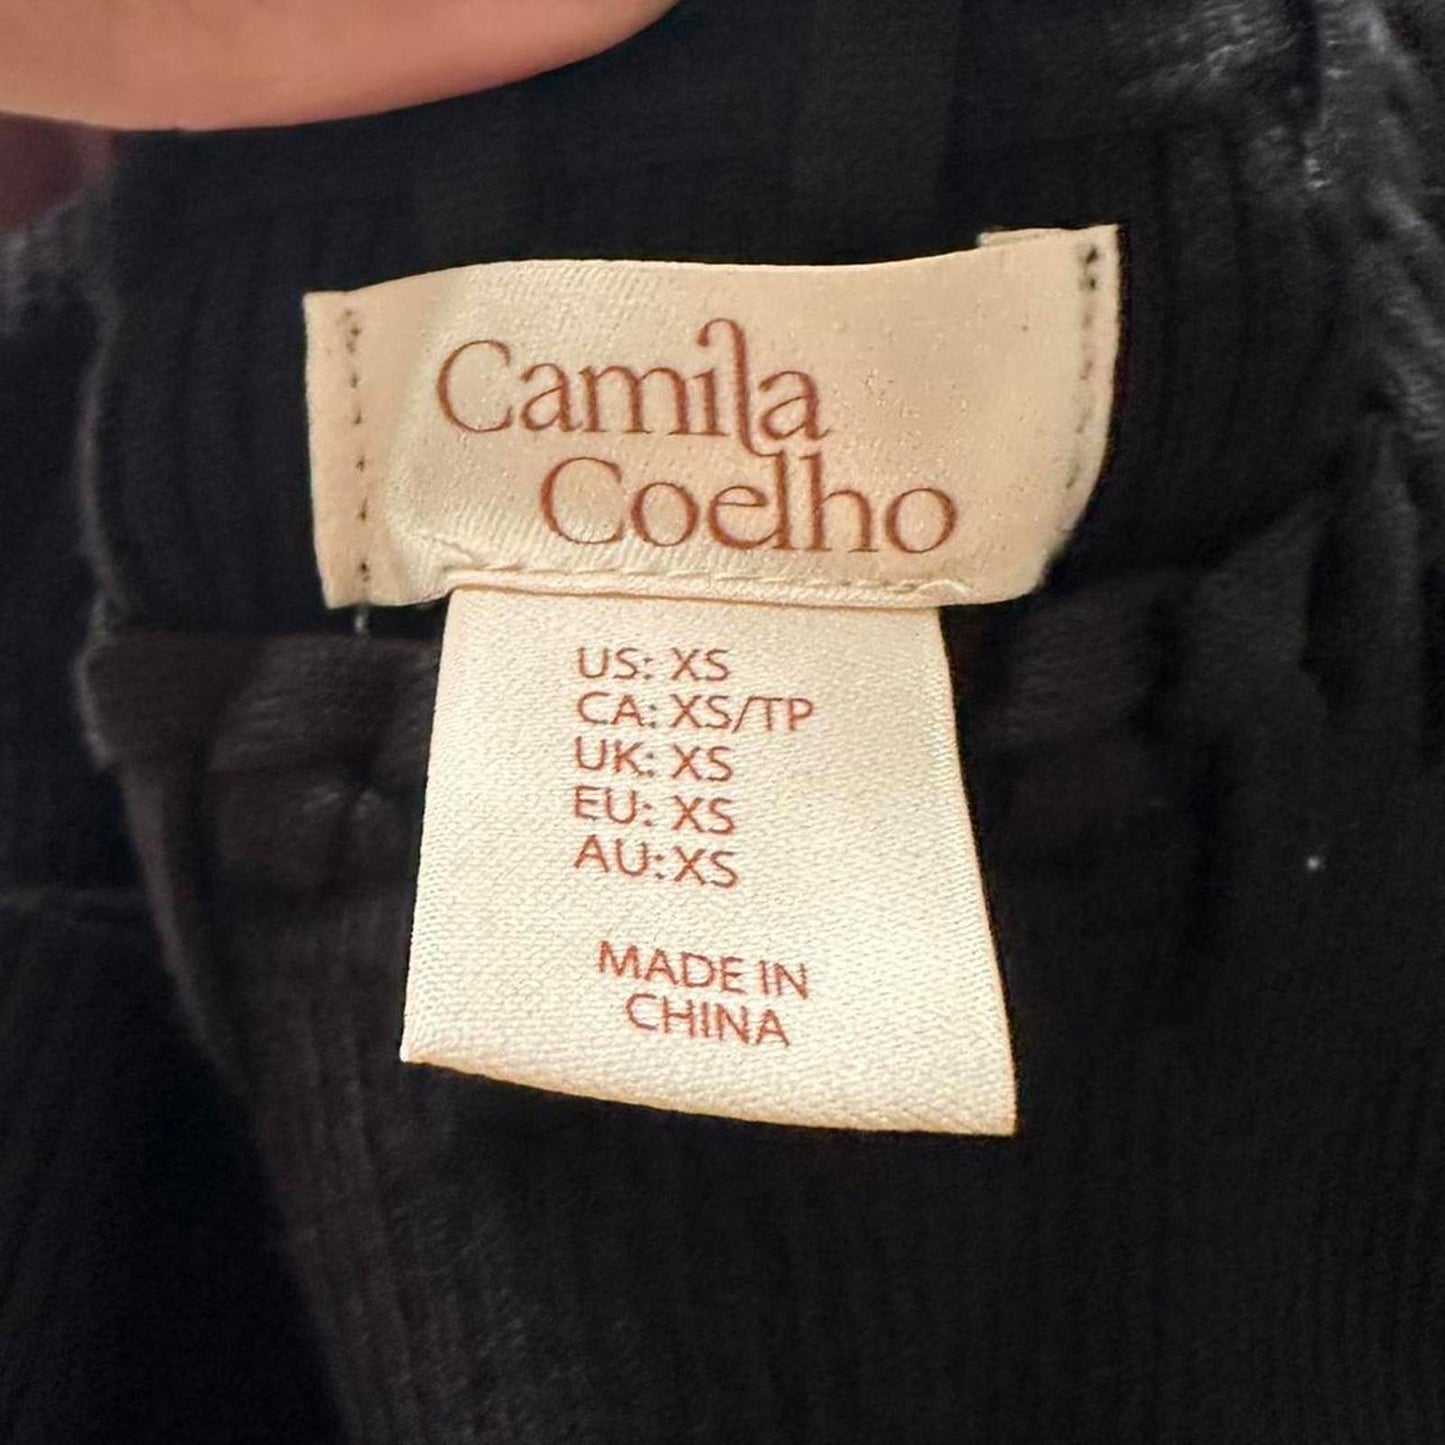 Camila
Coelho
US: XS
CA: XS/TP
UK: XS
EU: XS
AU: XS
MADE IN
CHINA